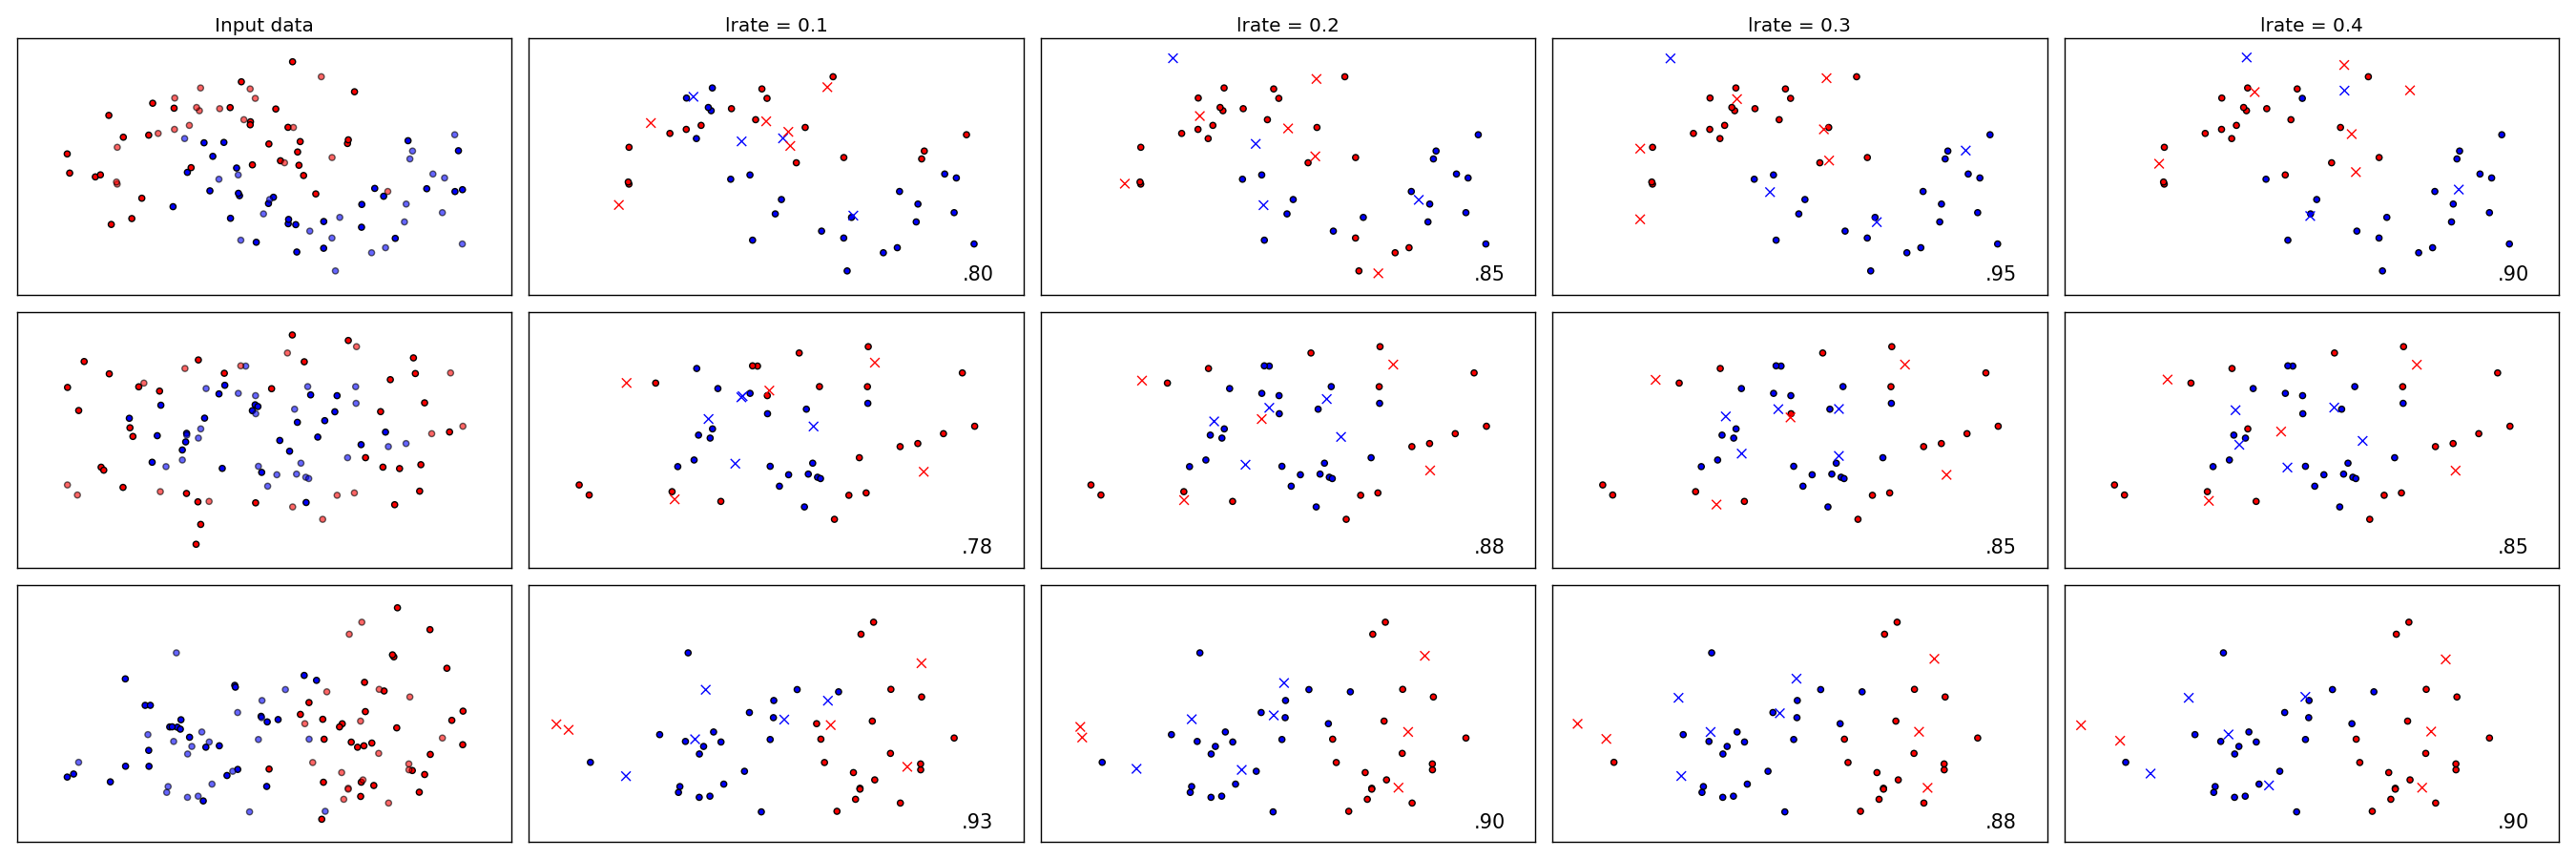 Input data
lrate = 0.1
lrate = 0.2
lrate = 0.3
lrate = 0.4
.80
.85
.95
.90
.78
.88
.85
.85
.93
.90
.88
.90